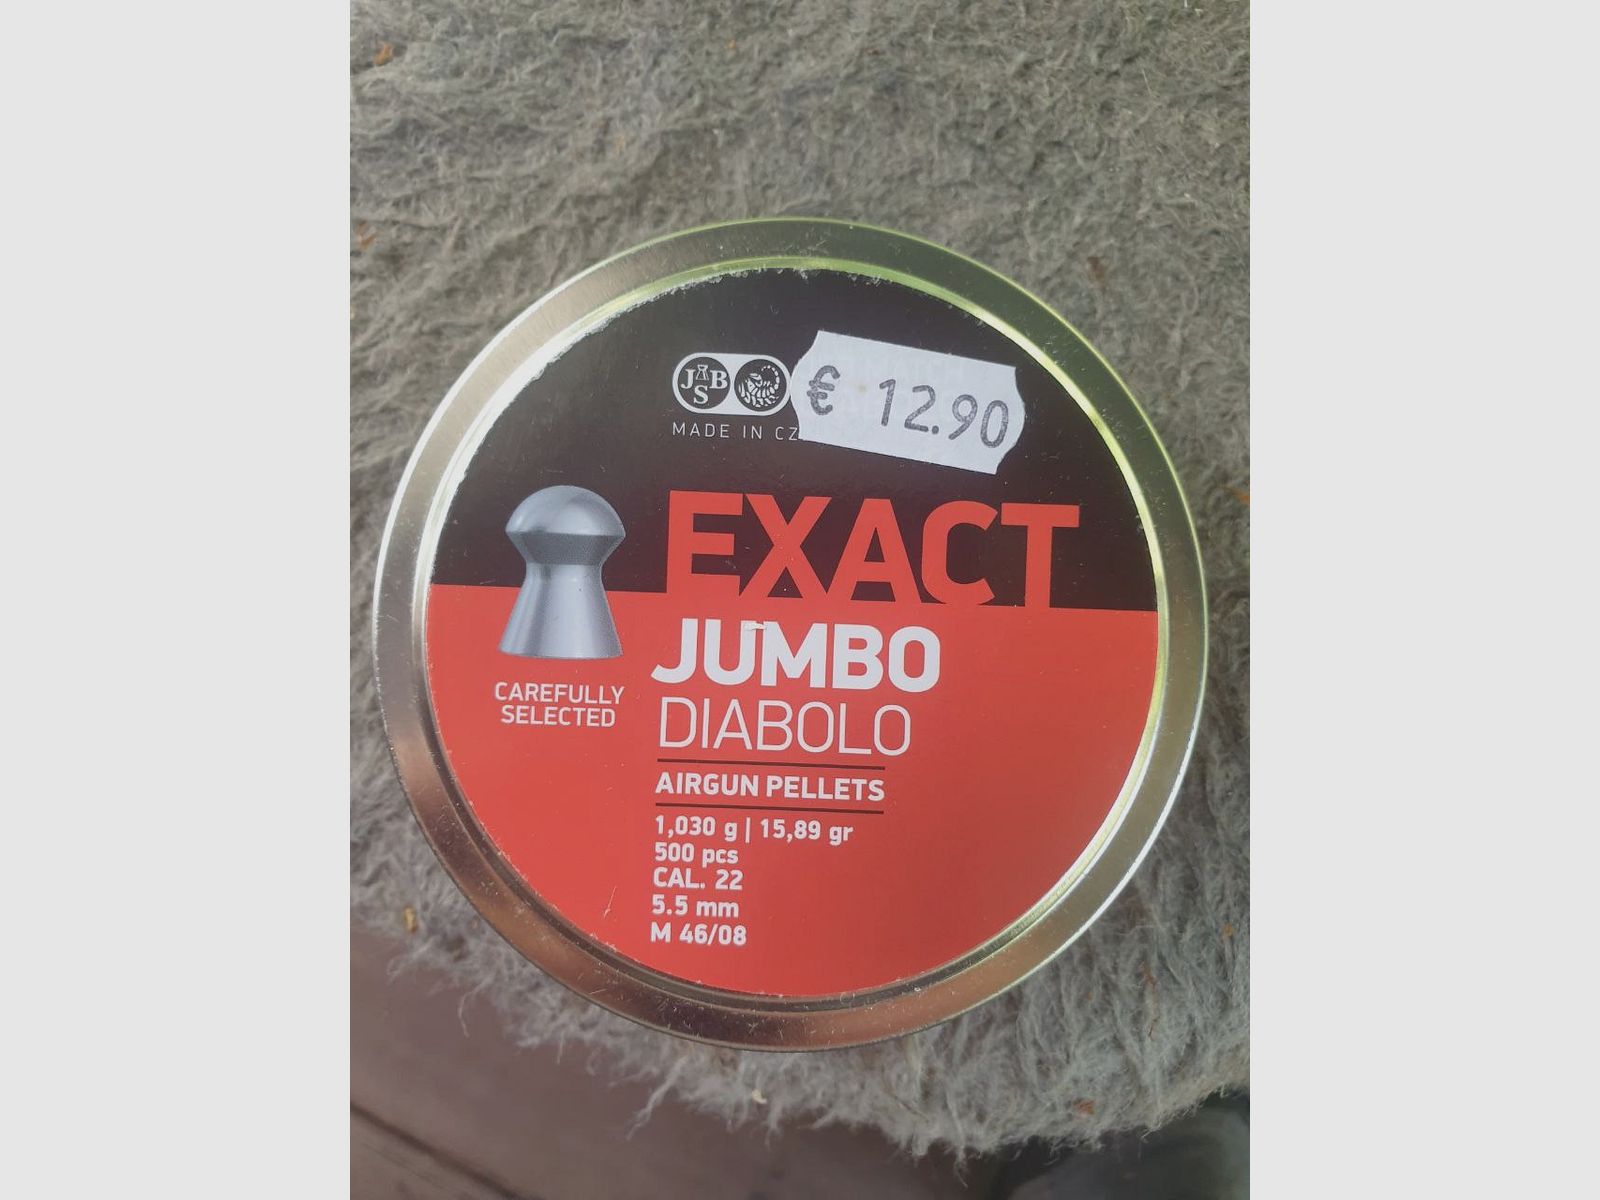 JSB
€ 12.90
MADE IN CZ
EXACT
JUMBO
DIABOLO
CAREFULLY
SELECTED
AIRGUN PELLETS
1,030 g | 15,89 gr
500 pcs
CAL. 22
5.5 mm
M 46/08